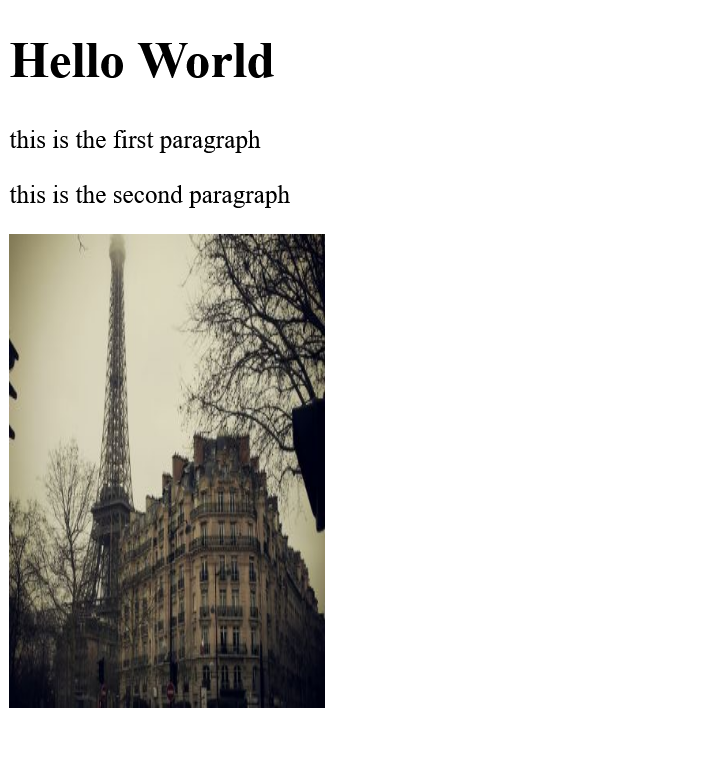 Hello World
this is the first paragraph
this is the second paragraph